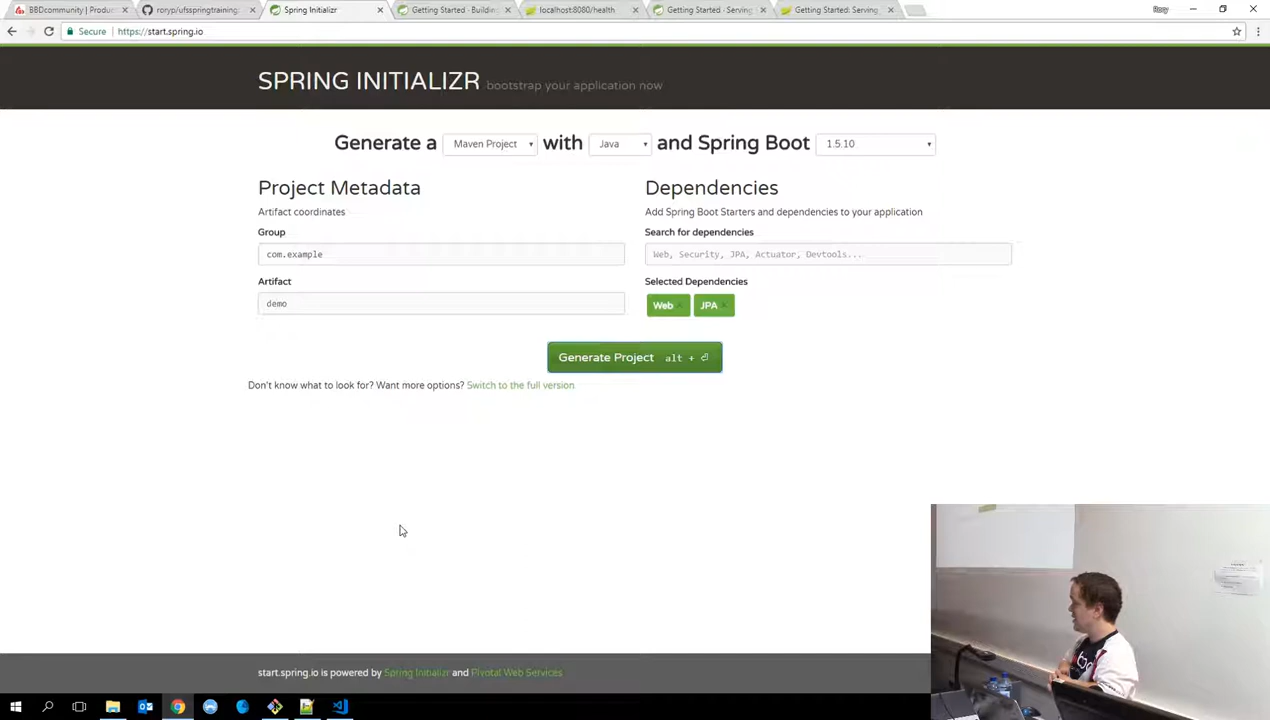 BBDcommunity | Produc
roryp/ufsspringtraining:
Spring Initializr
Getting Started · Building
localhost:8080/health
Getting Started · Serving
Getting Started: Serving
Rory
Secure
https://start.spring.io
SPRING INITIALIZR bootstrap your application now
Generate a Maven Project with Java and Spring Boot 1.5.10
Project Metadata
Artifact coordinates
Group
com.example
Artifact
demo
Dependencies
Add Spring Boot Starters and dependencies to your application
Search for dependencies
Web, Security, JPA, Actuator, Devtools...
Selected Dependencies
Web × JPA ×
Generate Project alt + ⏎
Don't know what to look for? Want more options? Switch to the full version
start.spring.io is powered by Spring Initializr and Pivotal Web Services